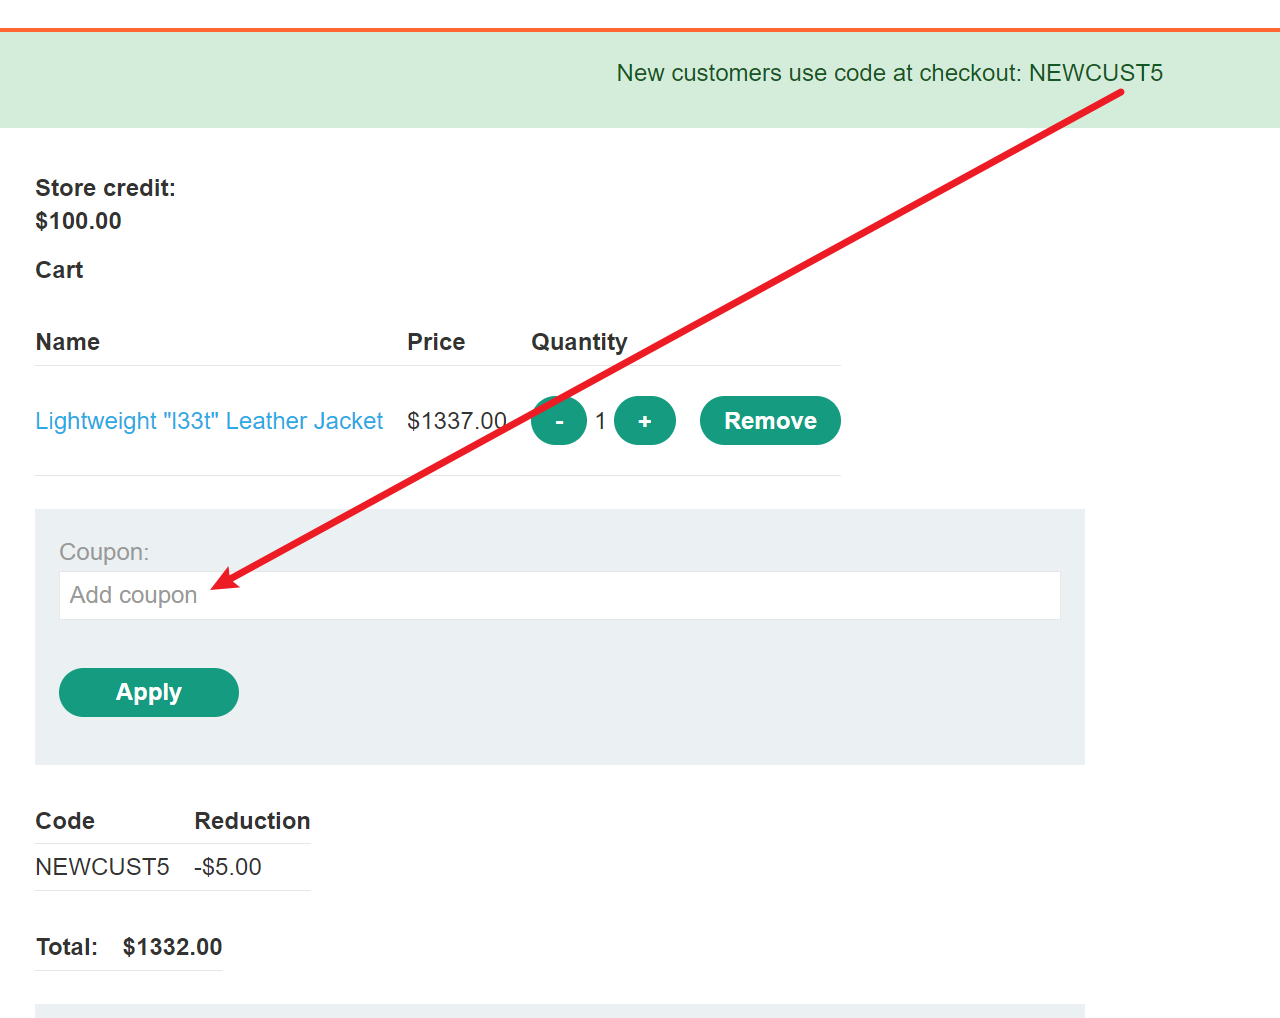 New customers use code at checkout: NEWCUST5
Store credit:
$100.00
Cart
Name Price Quantity
Lightweight "l33t" Leather Jacket $1337.00 - 1 + Remove
Coupon:
Add coupon
Apply
Code Reduction
NEWCUST5 -$5.00
Total: $1332.00